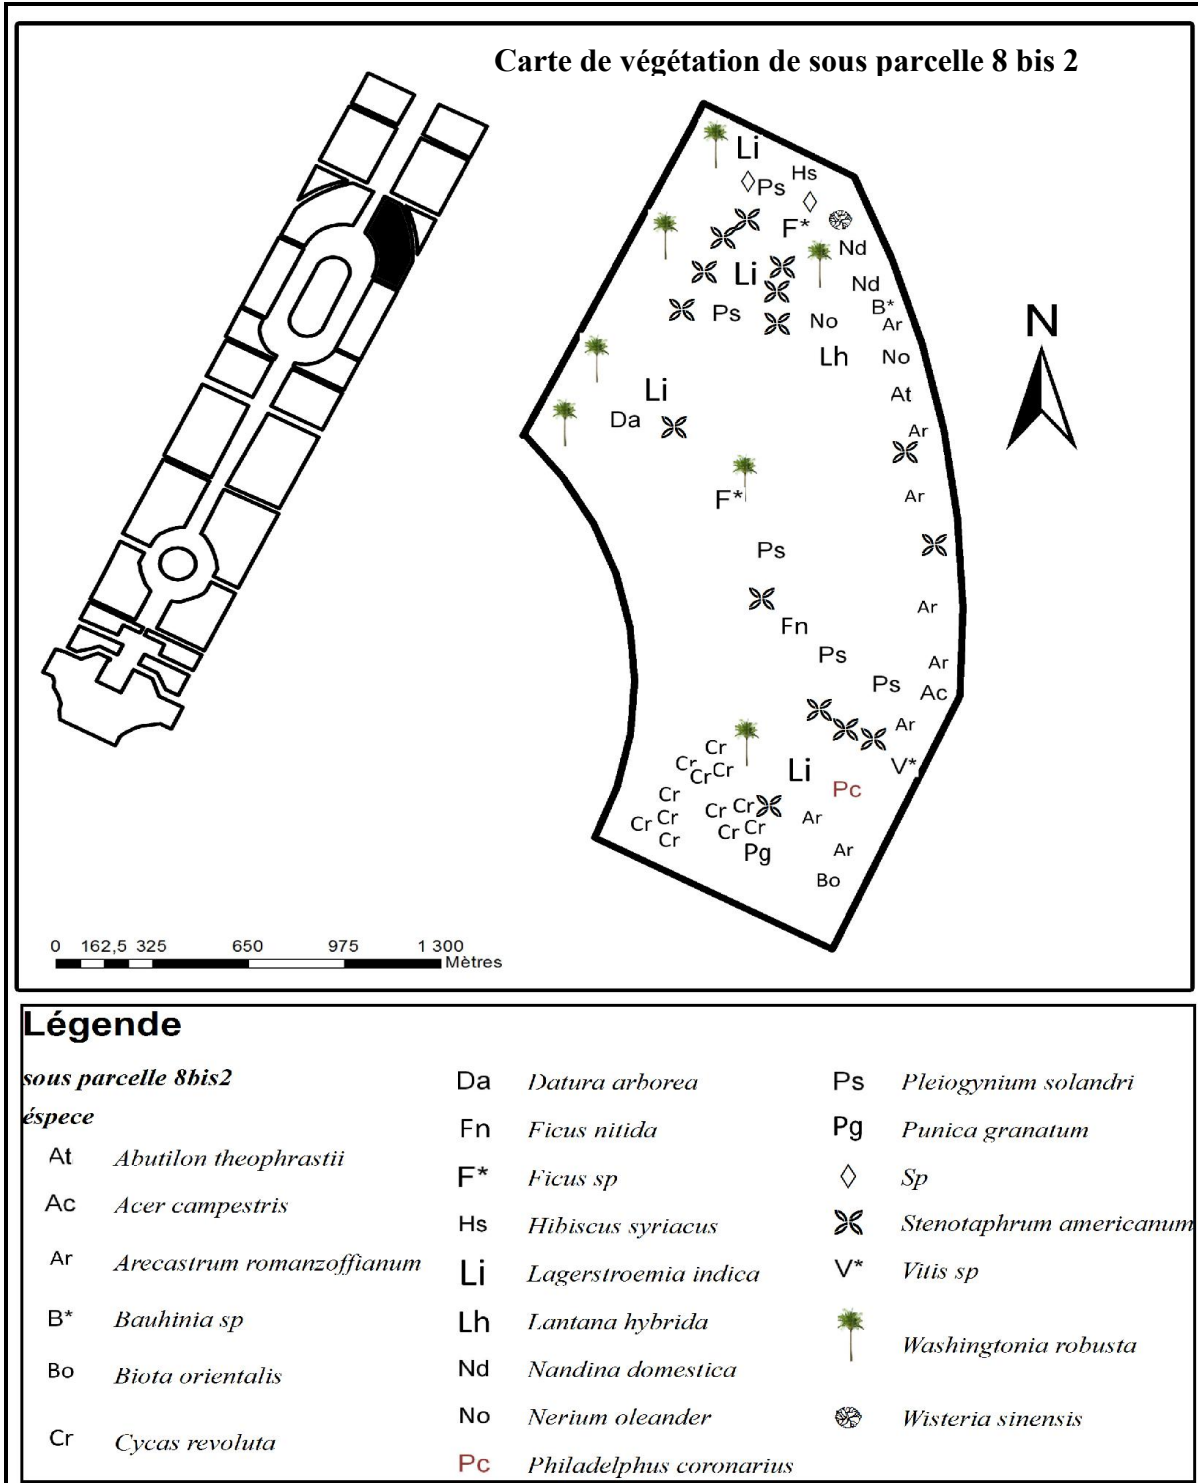 Carte de végétation de sous parcelle 8 bis 2
Li
Ps
Hs
F*
Nd
Li
Nd
B*
Ps
No
Ar
Lh
No
Li
At
Da
Ar
F*
Ar
Ps
Ar
Fn
Ps
Ar
Ps
Ac
Ar
Cr
Cr
Cr
Cr
Li
V*
Pc
Cr
Cr
Cr
Cr
Cr
Ar
Cr
Cr
Cr
Pg
Ar
Bo
N
0 162,5 325 650 975 1 300
Mètres
Légende
sous parcelle 8bis2
éspece
At Abutilon theophrastii
Ac Acer campestris
Ar Arecastrum romanzoffianum
B* Bauhinia sp
Bo Biota orientalis
Cr Cycas revoluta
Da Datura arborea
Fn Ficus nitida
F* Ficus sp
Hs Hibiscus syriacus
Li Lagerstroemia indica
Lh Lantana hybrida
Nd Nandina domestica
No Nerium oleander
Pc Philadelphus coronarius
Ps Pleiogynium solandri
Pg Punica granatum
Sp
Stenotaphrum americanum
V* Vitis sp
Washingtonia robusta
Wisteria sinensis